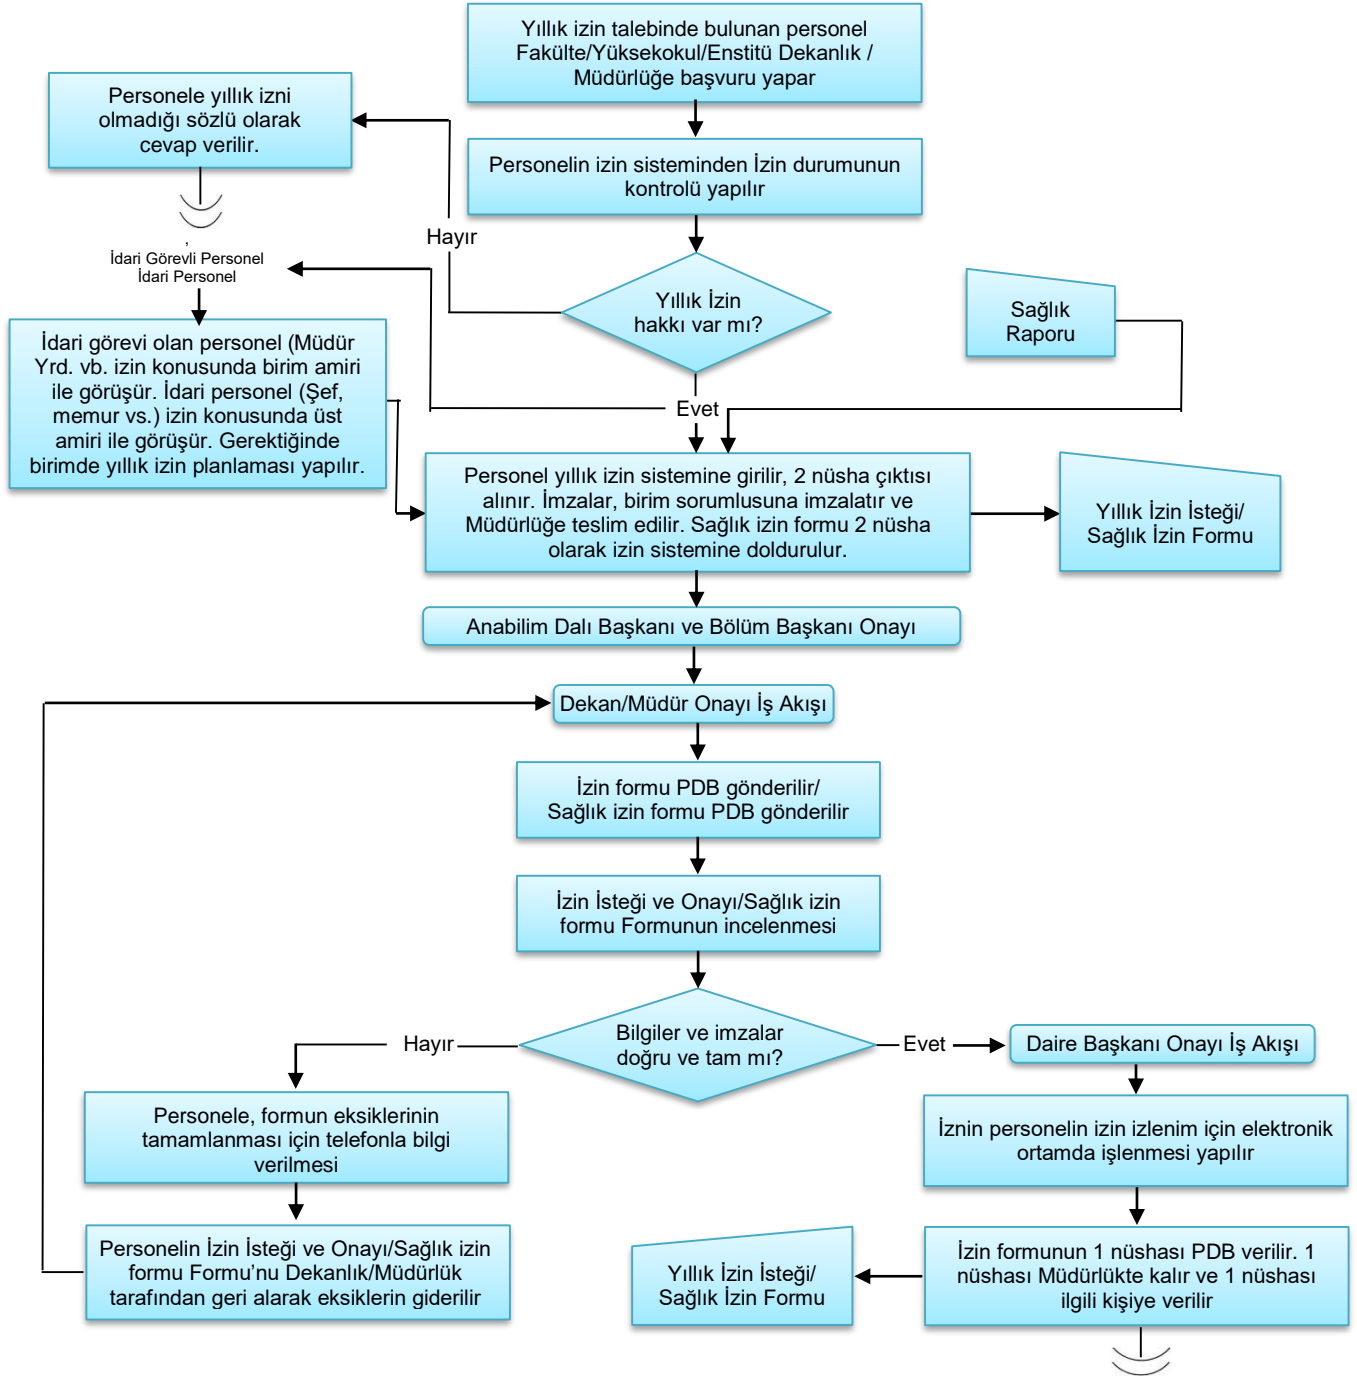 Yıllık izin talebinde bulunan personel
Fakülte/Yüksekokul/Enstitü Dekanlık /
Müdürlüğe başvuru yapar
Personele yıllık izni
olmadığı sözlü olarak
cevap verilir.
Personelin izin sisteminden İzin durumunun
kontrolü yapılır
Hayır
,
İdari Görevli Personel
İdari Personel
Yıllık İzin
hakkı var mı?
Sağlık
Raporu
İdari görevi olan personel (Müdür
Yrd. vb. izin konusunda birim amiri
ile görüşür. İdari personel (Şef,
memur vs.) izin konusunda üst
amiri ile görüşür. Gerektiğinde
birimde yıllık izin planlaması yapılır.
Evet
Personel yıllık izin sistemine girilir, 2 nüsha çıktısı
alınır. İmzalar, birim sorumlusuna imzalatır ve
Müdürlüğe teslim edilir. Sağlık izin formu 2 nüsha
olarak izin sistemine doldurulur.
Yıllık İzin İsteği/
Sağlık İzin Formu
Anabilim Dalı Başkanı ve Bölüm Başkanı Onayı
Dekan/Müdür Onayı İş Akışı
İzin formu PDB gönderilir/
Sağlık izin formu PDB gönderilir
İzin İsteği ve Onayı/Sağlık izin
formu Formunun incelenmesi
Bilgiler ve imzalar
doğru ve tam mı?
Hayır
Evet
Daire Başkanı Onayı İş Akışı
Personele, formun eksiklerinin
tamamlanması için telefonla bilgi
verilmesi
İznin personelin izin izlenim için elektronik
ortamda işlenmesi yapılır
Personelin İzin İsteği ve Onayı/Sağlık izin
formu Formu’nu Dekanlık/Müdürlük
tarafından geri alarak eksiklerin giderilir
Yıllık İzin İsteği/
Sağlık İzin Formu
İzin formunun 1 nüshası PDB verilir. 1
nüshası Müdürlükte kalır ve 1 nüshası
ilgili kişiye verilir